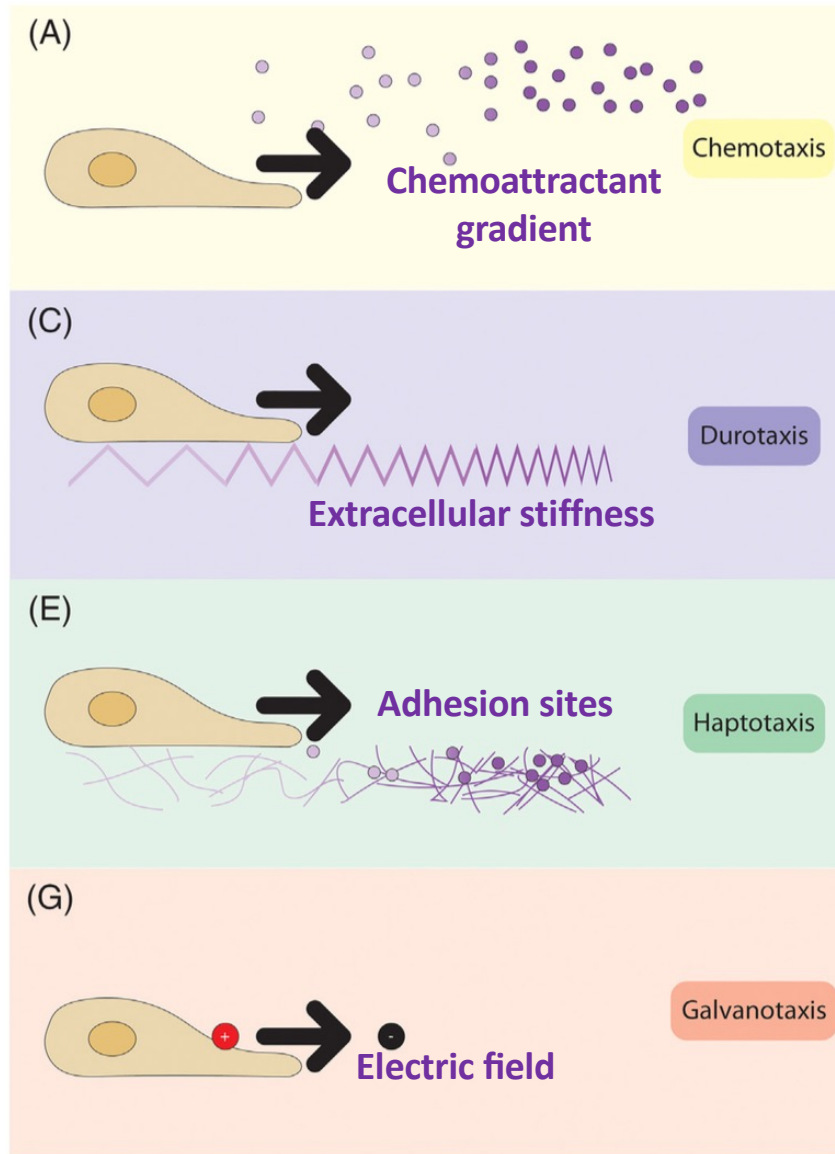 (A)
Chemotaxis
Chemoattractant
gradient
(C)
Durotaxis
Extracellular stiffness
(E)
Adhesion sites
Haptotaxis
(G)
Galvanotaxis
+
-
Electric field